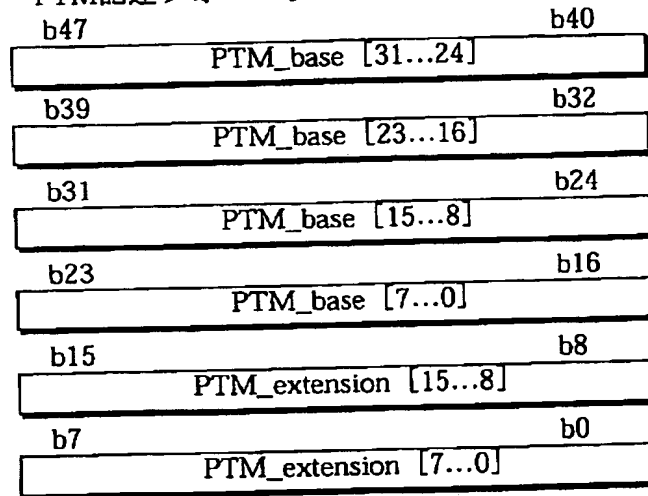 b47 b40
PTM_base [31...24]
b39 b32
PTM_base [23...16]
b31 b24
PTM_base [15...8]
b23 b16
PTM_base [7...0]
b15 b8
PTM_extension [15...8]
b7 b0
PTM_extension [7...0]